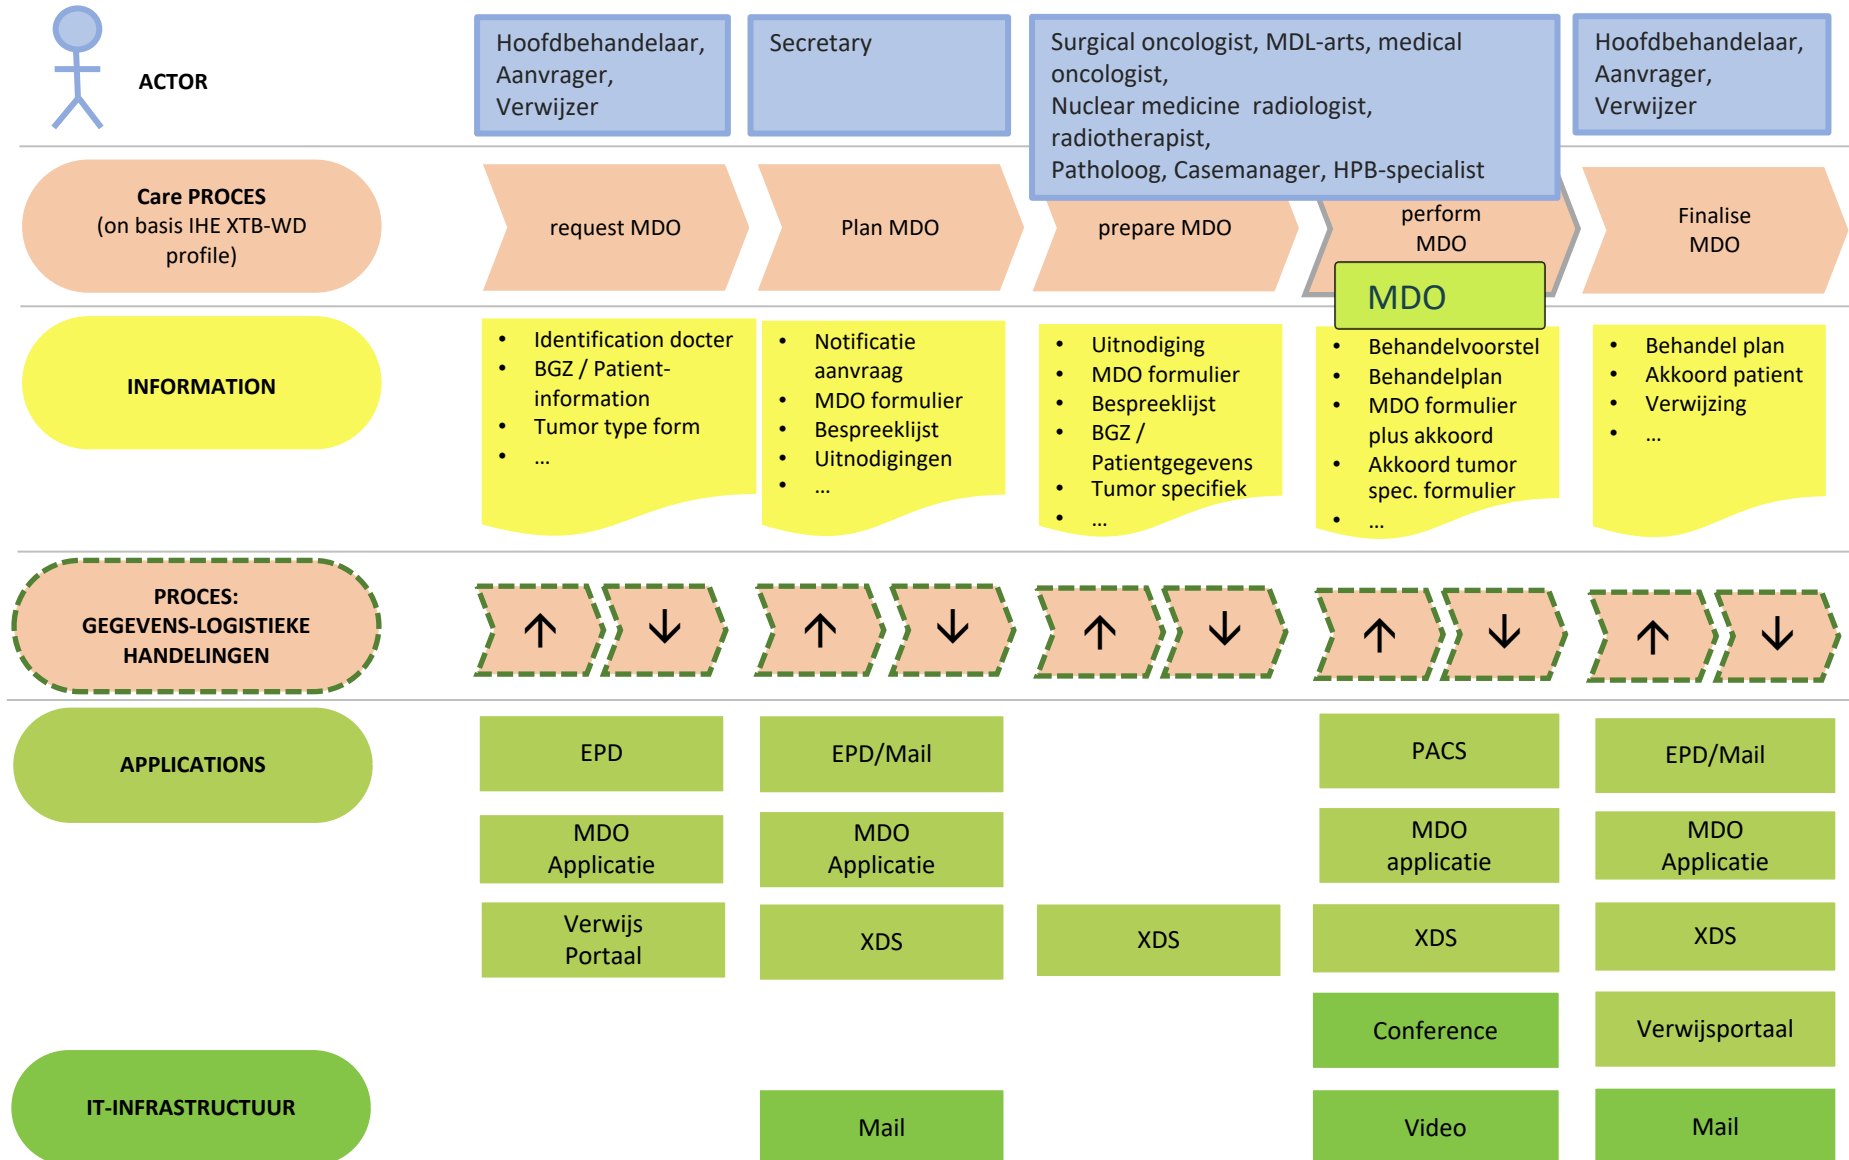 ACTOR
Hoofdbehandelaar,
Aanvrager,
Verwijzer
Secretary
Surgical oncologist, MDL-arts, medical
oncologist,
Nuclear medicine radiologist,
radiotherapist,
Patholoog, Casemanager, HPB-specialist
Hoofdbehandelaar,
Aanvrager,
Verwijzer
Care PROCES
(on basis IHE XTB-WD
profile)
request MDO
Plan MDO
prepare MDO
perform
MDO
Finalise
MDO
MDO
INFORMATION
• Identification docter
• BGZ / Patient-
information
• Tumor type form
• ...
• Notificatie
aanvraag
• MDO formulier
• Bespreeklijst
• Uitnodigingen
• ...
• Uitnodiging
• MDO formulier
• Bespreeklijst
• BGZ /
Patientgegevens
• Tumor specifiek
• ...
• Behandelvoorstel
• Behandelplan
• MDO formulier
plus akkoord
• Akkoord tumor
spec. formulier
• ...
• Behandel plan
• Akkoord patient
• Verwijzing
• ...
PROCES:
GEGEVENS-LOGISTIEKE
HANDELINGEN
↑ ↓ ↑ ↓ ↑ ↓ ↑ ↓ ↑ ↓
APPLICATIONS
EPD
EPD/Mail
PACS
EPD/Mail
MDO
Applicatie
MDO
Applicatie
MDO
applicatie
MDO
Applicatie
Verwijs
Portaal
XDS
XDS
XDS
XDS
Conference
Verwijsportaal
IT-INFRASTRUCTUUR
Mail
Video
Mail